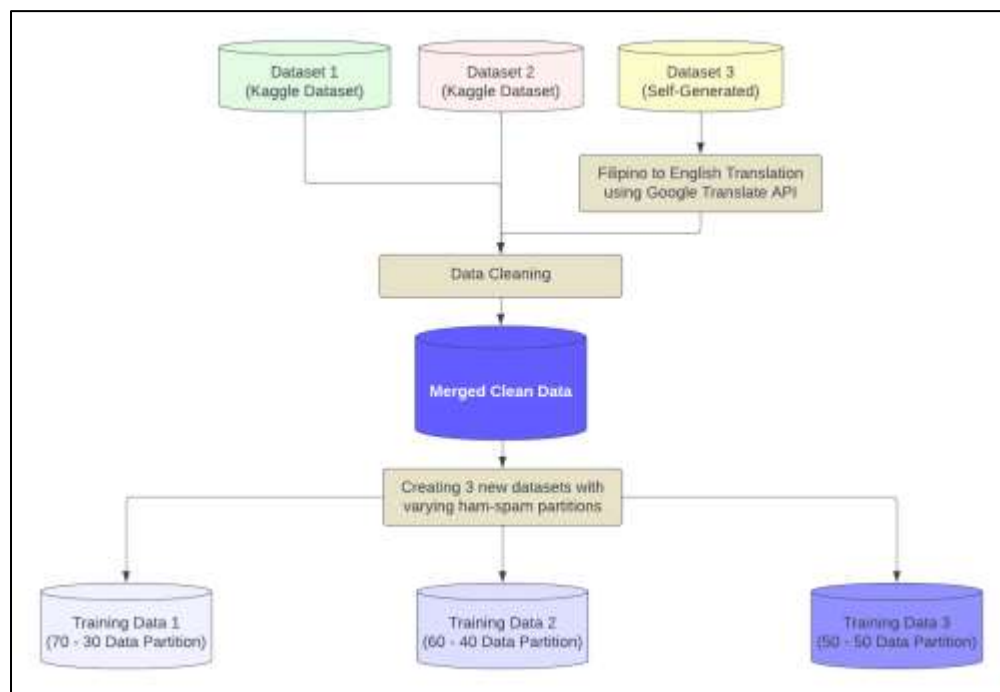 Dataset 1
(Kaggle Dataset)
Dataset 2
(Kaggle Dataset)
Dataset 3
(Self-Generated)
Filipino to English Translation
using Google Translate API
Data Cleaning
Merged Clean Data
Creating 3 new datasets with
varying ham-spam partitions
Training Data 1
(70 - 30 Data Partition)
Training Data 2
(60 - 40 Data Partition)
Training Data 3
(50 - 50 Data Partition)